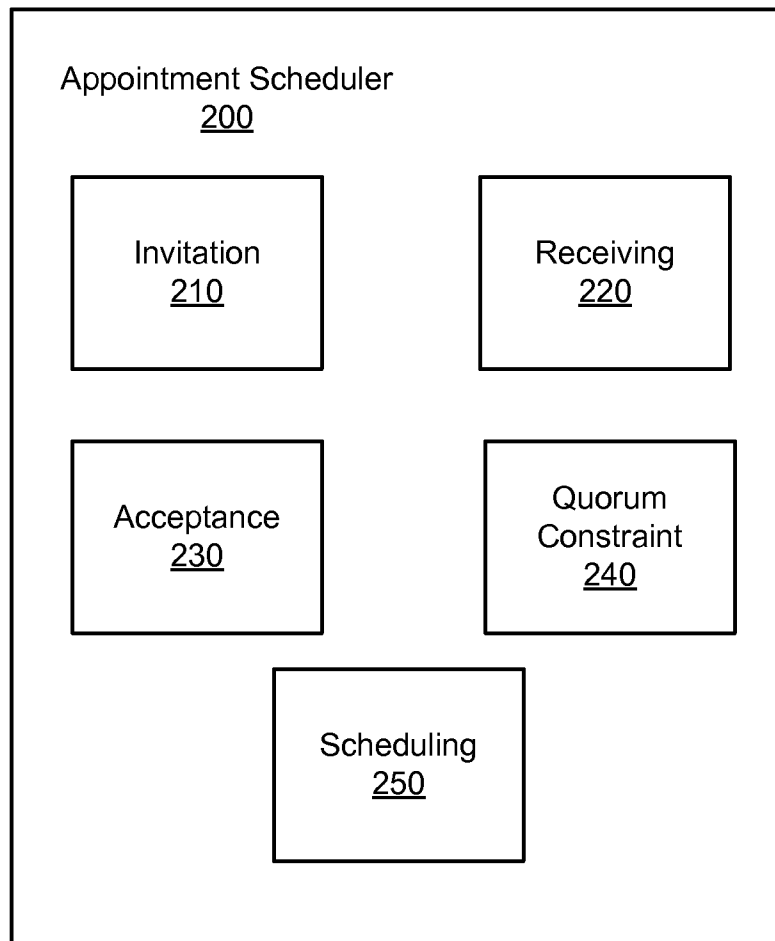 Appointment Scheduler
200
Invitation
210
Receiving
220
Acceptance
230
Quorum
Constraint
240
Scheduling
250